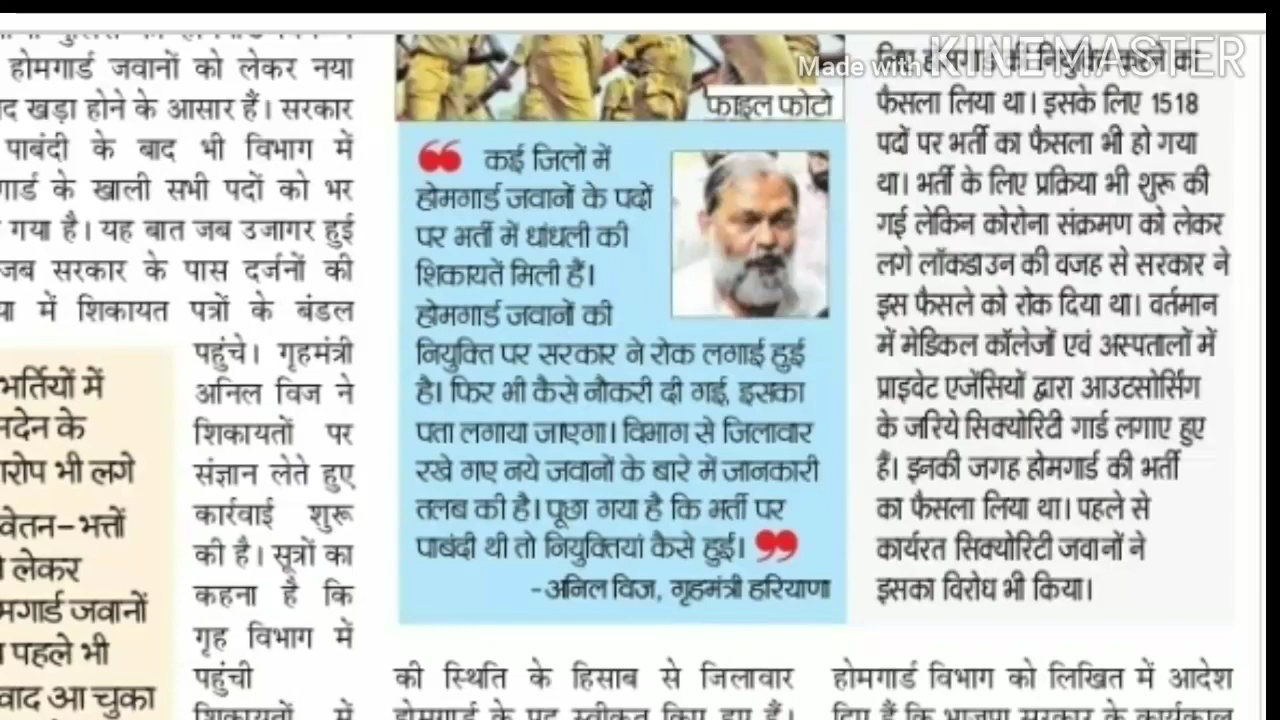 होमगार्ड जवानों को लेकर नया
खड़ा होने के आसार हैं। सरकार
पाबंदी के बाद भी विभाग में
के खाली सभी पदों को भर
गया है। यह बात जब उजागर हुई
जब सरकार के पास दर्जनों की
में शिकायत पत्रों के बंडल
पहुंचे। गृहमंत्री
अनिल विज ने
शिकायतों पर
संज्ञान लेते हुए
कार्रवाई शुरू
की है। सूत्रों का
कहना है कि
गृह विभाग में
पहुंची
शिकायतों में
भर्तियों में
के
भी लगे
वेतन-भत्तों
लेकर
जवानों
पहले भी
आ चुका
फाइल फोटो
❝ कई जिलों में
होमगार्ड जवानों के पदों
पर भर्ती में धांधली की
शिकायतें मिली हैं।
होमगार्ड जवानों की
नियुक्ति पर सरकार ने रोक लगाई हुई
है। फिर भी कैसे नौकरी दी गई, इसका
पता लगाया जाएगा। विभाग से जिलावार
रखे गए नये जवानों के बारे में जानकारी
तलब की है। पूछा गया है कि भर्ती पर
पाबंदी थी तो नियुक्तियां कैसे हुई। ❞
-अनिल विज, गृहमंत्री हरियाणा
की स्थिति के हिसाब से जिलावार
होमगार्ड के पद स्वीकृत किए हुए हैं।
Made with KINEMASTER
की नियुक्ति करने का
फैसला लिया था। इसके लिए 1518
पदों पर भर्ती का फैसला भी हो गया
था। भर्ती के लिए प्रक्रिया भी शुरू की
गई लेकिन कोरोना संक्रमण को लेकर
लगे लॉकडाउन की वजह से सरकार ने
इस फैसले को रोक दिया था। वर्तमान
में मेडिकल कॉलेजों एवं अस्पतालों में
प्राइवेट एजेंसियों द्वारा आउटसोर्सिंग
के जरिये सिक्योरिटी गार्ड लगाए हुए
हैं। इनकी जगह होमगार्ड की भर्ती
का फैसला लिया था। पहले से
कार्यरत सिक्योरिटी जवानों ने
इसका विरोध भी किया।
होमगार्ड विभाग को लिखित में आदेश
दिए हैं कि भाजपा सरकार के कार्यकाल